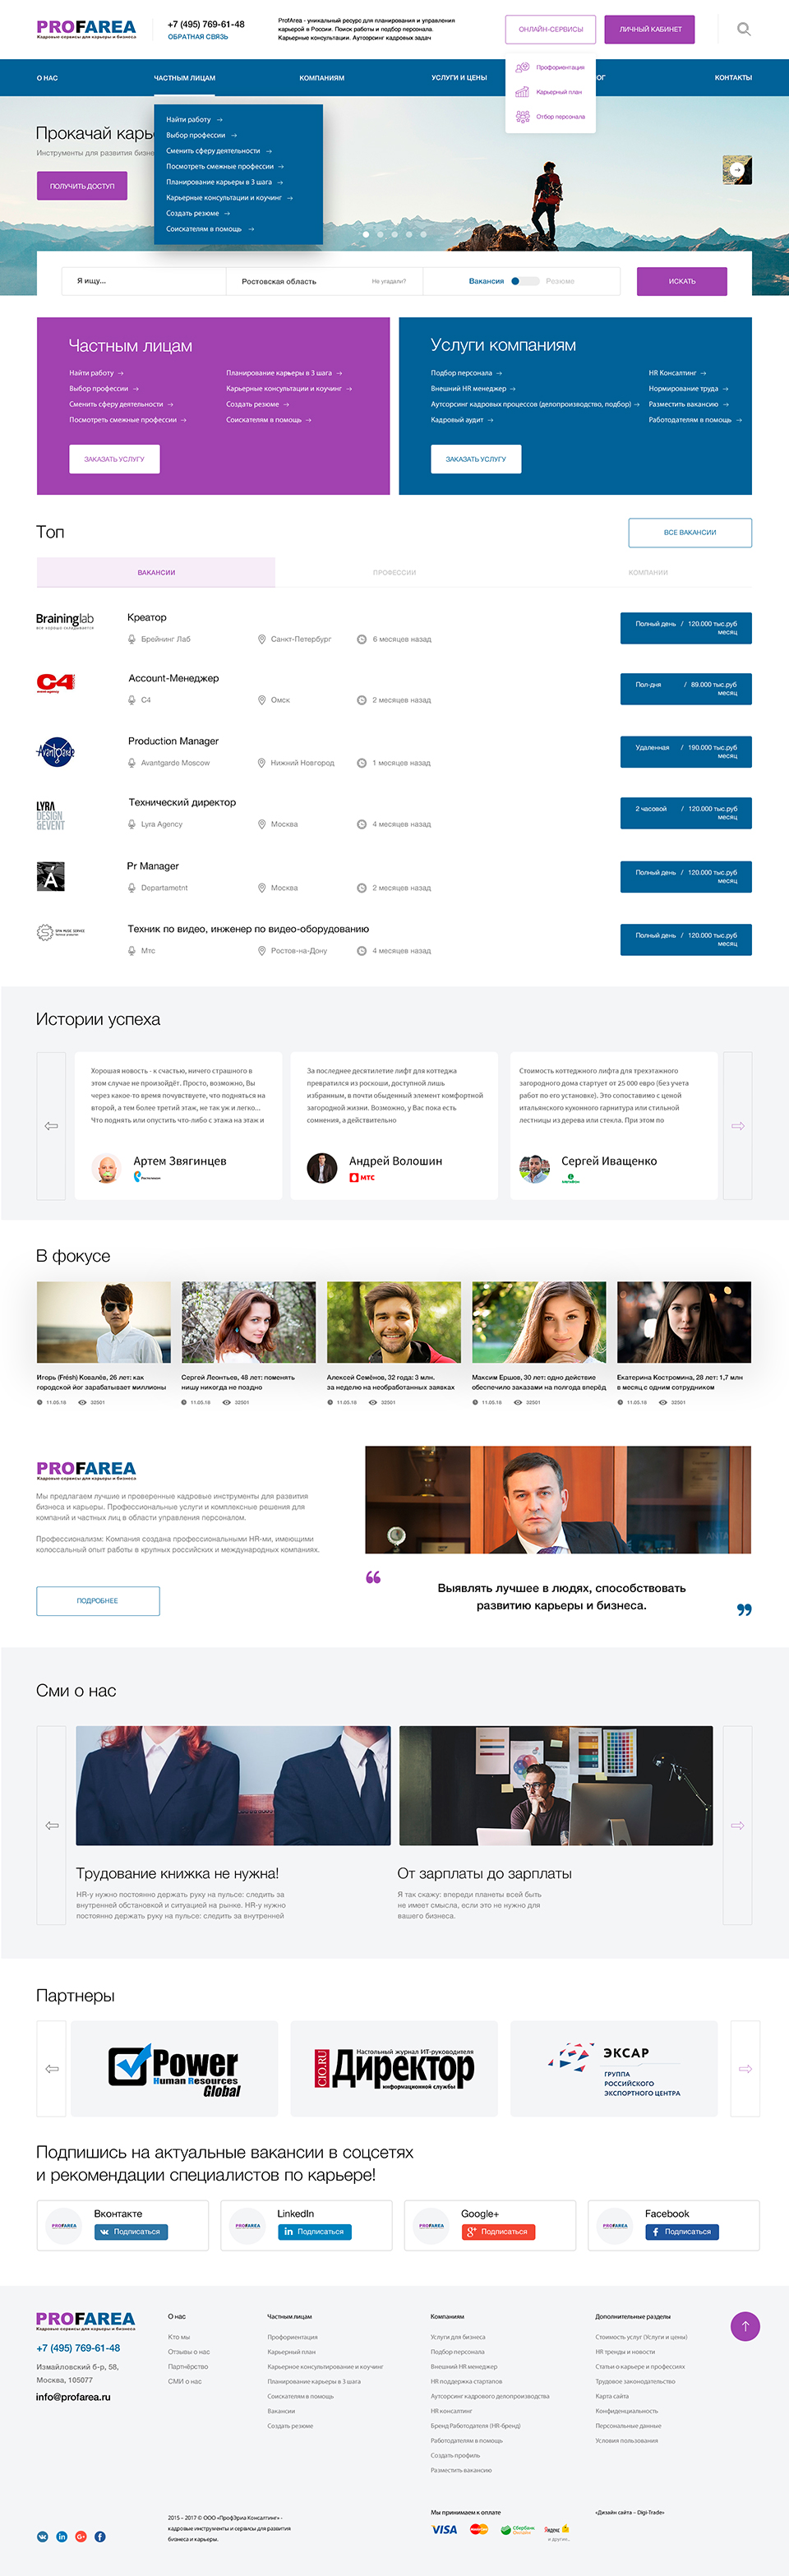 PROFAREA
Кадровые сервисы для карьеры и бизнеса
+7 (495) 769-61-48
ОБРАТНАЯ СВЯЗЬ
ProfArea - уникальный ресурс для планирования и управления
карьерой в России. Поиск работы и подбор персонала.
Карьерные консультации. Аутсорсинг кадровых задач
ОНЛАЙН-СЕРВИСЫ
ЛИЧНЫЙ КАБИНЕТ
Профориентация
Карьерный план
Отбор персонала
О НАС
ЧАСТНЫМ ЛИЦАМ
КОМПАНИЯМ
УСЛУГИ И ЦЕНЫ
ОГ
КОНТАКТЫ
Найти работу →
Выбор профессии →
Сменить сферу деятельности →
Посмотреть смежные профессии →
Планирование карьеры в 3 шага →
Карьерные консультации и коучинг →
Создать резюме →
Соискателям в помощь →
Прокачай карь
Инструменты для развития бизне
ПОЛУЧИТЬ ДОСТУП
Я ищу...
Ростовская область
Не угадали?
Вакансия
Резюме
ИСКАТЬ
Частным лицам
Найти работу →
Выбор профессии →
Сменить сферу деятельности →
Посмотреть смежные профессии →
Планирование карьеры в 3 шага →
Карьерные консультации и коучинг →
Создать резюме →
Соискателям в помощь →
ЗАКАЗАТЬ УСЛУГУ
Услуги компаниям
Подбор персонала →
Внешний HR менеджер →
Аутсорсинг кадровых процессов (делопроизводство, подбор) →
Кадровый аудит →
HR Консалтинг →
Нормирование труда →
Разместить вакансию →
Работодателям в помощь →
ЗАКАЗАТЬ УСЛУГУ
Топ
ВСЕ ВАКАНСИИ
ВАКАНСИИ
ПРОФЕССИИ
КОМПАНИИ
Braininglab
всё хорошо складывается
Креатор
Брейнинг Лаб
Санкт-Петербург
6 месяцев назад
Полный день / 120.000 тыс.руб
месяц
C4
Account-Менеджер
C4
Омск
2 месяцев назад
Пол-дня / 89.000 тыс.руб
месяц
Avantgarde
Production Manager
Avantgarde Moscow
Нижний Новгород
1 месяцев назад
Удаленная / 190.000 тыс.руб
месяц
LYRA
DESIGN
&EVENT
Технический директор
Lyra Agency
Москва
4 месяцев назад
2 часовой / 120.000 тыс.руб
месяц
Pr Manager
Departametnt
Москва
2 месяцев назад
Полный день / 120.000 тыс.руб
месяц
Техник по видео, инженер по видео-оборудованию
Мтс
Ростов-на-Дону
4 месяцев назад
Полный день / 120.000 тыс.руб
месяц
Истории успеха
Хорошая новость - к счастью, ничего страшного в
этом случае не произойдёт. Просто, возможно, Вы
через какое-то время почувствуете, что подняться на
второй, а тем более третий этаж, не так уж и легко...
Что поднять или опустить что-либо с этажа на этаж и
Артем Звягинцев
Ростелеком
За последнее десятилетие лифт для коттеджа
превратился из роскоши, доступной лишь
избранным, в почти обыденный элемент комфортной
загородной жизни. Возможно, у Вас пока есть
сомнения, а действительно
Андрей Волошин
МТС
Стоимость коттеджного лифта для трехэтажного
загородного дома стартует от 25 000 евро (без учета
работ по его установке). Это сопоставимо с ценой
итальянского кухонного гарнитура или стильной
лестницы из дерева или стекла. При этом по
Сергей Иващенко
В фокусе
Игорь (Frësh) Ковалёв, 26 лет: как
городской йог зарабатывает миллионы
11.05.16 32501
Сергей Леонтьев, 48 лет: поменять
нишу никогда не поздно
11.05.16 32501
Алексей Семёнов, 32 года: 3 млн.
за неделю на необработанных заявках
11.05.16 32501
Максим Ершов, 30 лет: одно действие
обеспечило заказами на полгода вперёд
11.05.16 32501
Екатерина Костромина, 28 лет: 1,7 млн
в месяц с одним сотрудником
11.05.16 32501
PROFAREA
Кадровые сервисы для карьеры и бизнеса
Мы предлагаем лучшие и проверенные кадровые инструменты для развития
бизнеса и карьеры. Профессиональные услуги и комплексные решения для
компаний и частных лиц в области управления персоналом.
Профессионализм: Компания создана профессиональными HR-ми, имеющими
колоссальный опыт работы в крупных российских и международных компаниях.
ПОДРОБНЕЕ
Выявлять лучшее в людях, способствовать
развитию карьеры и бизнеса.
Сми о нас
Трудование книжка не нужна!
HR-у нужно постоянно держать руку на пульсе: следить за
внутренней обстановкой и ситуацией на рынке. HR-у нужно
постоянно держать руку на пульсе: следить за внутренней
От зарплаты до зарплаты
Я так скажу: впереди планеты всей быть
не имеет смысла, если это не нужно для
вашего бизнеса.
Партнеры
Power
Human Resources
Global
CIO.RU
Настольный журнал ИТ-руководителя
Директор
информационной службы
ЭКСАР
ГРУППА
РОССИЙСКОГО
ЭКСПОРТНОГО ЦЕНТРА
Подпишись на актуальные вакансии в соцсетях
и рекомендации специалистов по карьере!
PROFAREA
Вконтакте
Подписаться
PROFAREA
LinkedIn
Подписаться
PROFAREA
Google+
Подписаться
PROFAREA
Facebook
Подписаться
PROFAREA
Кадровые сервисы для карьеры и бизнеса
+7 (495) 769-61-48
Измайловский б-р, 58,
Москва, 105077
info@profarea.ru
О нас
Кто мы
Отзывы о нас
Партнёрство
СМИ о нас
Частным лицам
Профориентация
Карьерный план
Карьерное консультирование и коучинг
Планирование карьеры в 3 шага
Соискателям в помощь
Вакансии
Создать резюме
Компаниям
Услуги для бизнеса
Подбор персонала
Внешний HR менеджер
HR поддержка стартапов
Аутсорсинг кадрового делопроизводства
HR консалтинг
Бренд Работодателя (HR-бренд)
Работодателям в помощь
Создать профиль
Разместить вакансию
Дополнительные разделы
Стоимость услуг (Услуги и цены)
HR тренды и новости
Статьи о карьере и профессиях
Трудовое законодательство
Карта сайта
Конфиденциальность
Персональные данные
Условия пользования
2015 – 2017 © ООО «ПрофЭриа Консалтинг» -
кадровые инструменты и сервисы для развития
бизнеса и карьеры.
Мы принимаем к оплате
VISA
MasterCard
Сбербанк
Онлайн
Яндекс
и другие..
«Дизайн сайта – Digi-Trade»